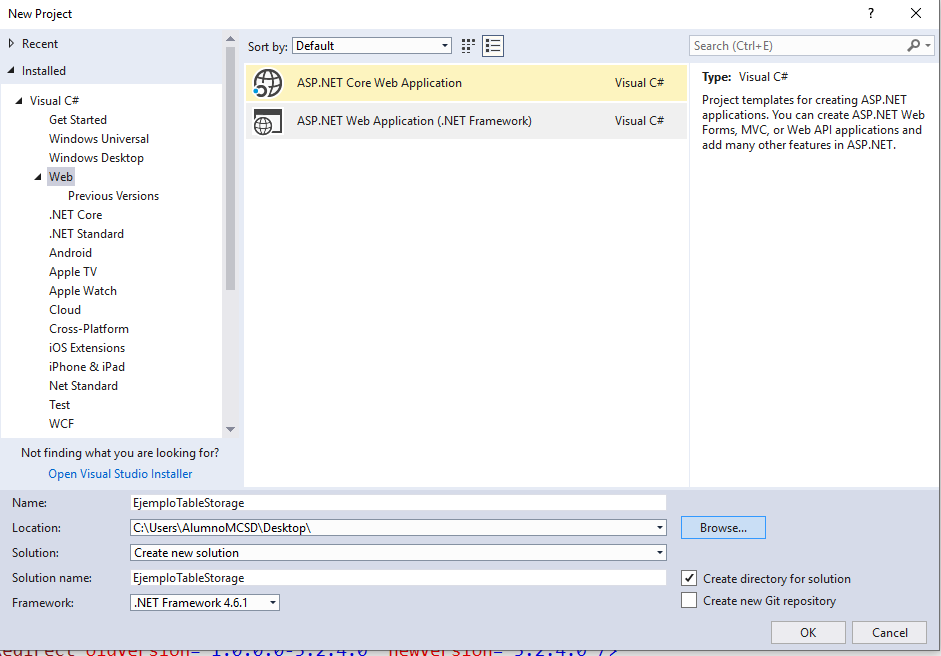 New Project
?
Recent
Installed
Visual C#
Get Started
Windows Universal
Windows Desktop
Web
Previous Versions
.NET Core
.NET Standard
Android
Apple TV
Apple Watch
Cloud
Cross-Platform
iOS Extensions
iPhone & iPad
Net Standard
Test
WCF
Not finding what you are looking for?
Open Visual Studio Installer
Sort by: Default
ASP.NET Core Web Application Visual C#
ASP.NET Web Application (.NET Framework) Visual C#
Search (Ctrl+E)
Type: Visual C#
Project templates for creating ASP.NET
applications. You can create ASP.NET Web
Forms, MVC, or Web API applications and
add many other features in ASP.NET.
Name: EjemploTableStorage
Location: C:\Users\AlumnoMCSD\Desktop\ Browse...
Solution: Create new solution
Solution name: EjemploTableStorage
Create directory for solution
Framework: .NET Framework 4.6.1
Create new Git repository
OK Cancel
edirect oldVersion="1.0.0.0-5.2.4.0" newVersion="5.2.4.0"/>